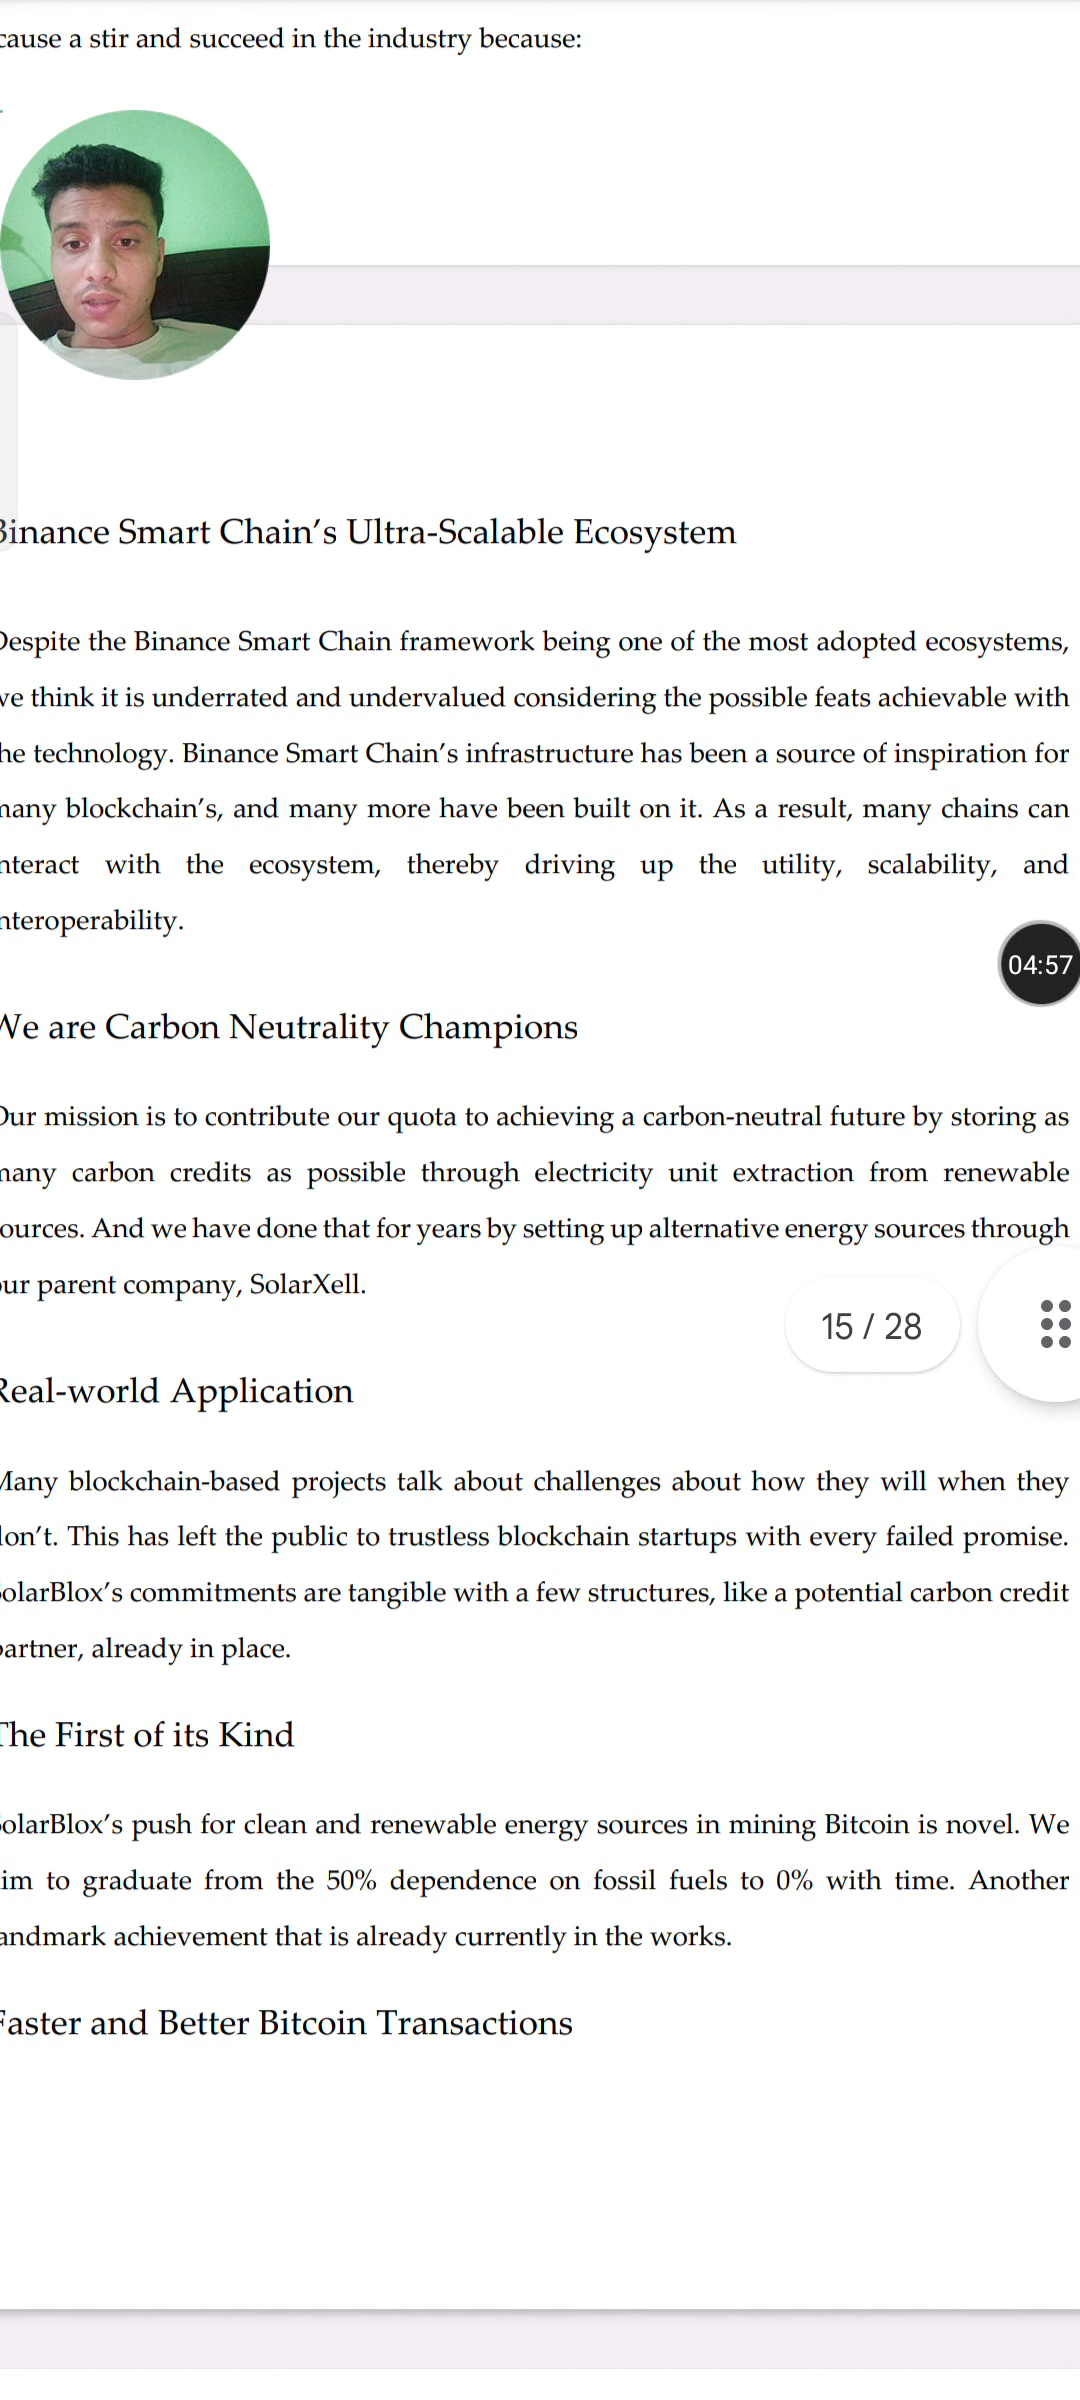 cause a stir and succeed in the industry because:
Binance Smart Chain’s Ultra-Scalable Ecosystem
Despite the Binance Smart Chain framework being one of the most adopted ecosystems,
we think it is underrated and undervalued considering the possible feats achievable with
he technology. Binance Smart Chain’s infrastructure has been a source of inspiration for
many blockchain’s, and many more have been built on it. As a result, many chains can
nteract with the ecosystem, thereby driving up the utility, scalability, and
nteroperability.
04:57
We are Carbon Neutrality Champions
Our mission is to contribute our quota to achieving a carbon-neutral future by storing as
many carbon credits as possible through electricity unit extraction from renewable
ources. And we have done that for years by setting up alternative energy sources through
our parent company, SolarXell.
15 / 28
Real-world Application
Many blockchain-based projects talk about challenges about how they will when they
don’t. This has left the public to trustless blockchain startups with every failed promise.
SolarBlox’s commitments are tangible with a few structures, like a potential carbon credit
partner, already in place.
The First of its Kind
SolarBlox’s push for clean and renewable energy sources in mining Bitcoin is novel. We
im to graduate from the 50% dependence on fossil fuels to 0% with time. Another
andmark achievement that is already currently in the works.
Faster and Better Bitcoin Transactions